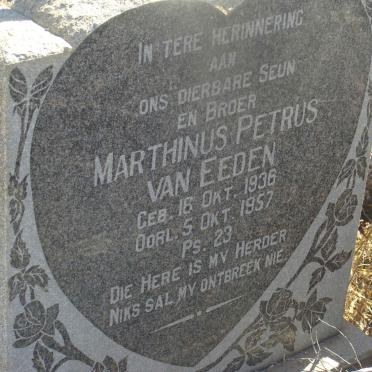 IN TERE HERINNERING
AAN
ONS DIERBARE SEUN
EN BROER
MARTHINUS PETRUS
VAN EEDEN
GEB. 16 OKT. 1936
OORL. 5 OKT. 1957
PS. 23
DIE HERE IS MY HERDER
NIKS SAL MY ONTBREEK NIE.